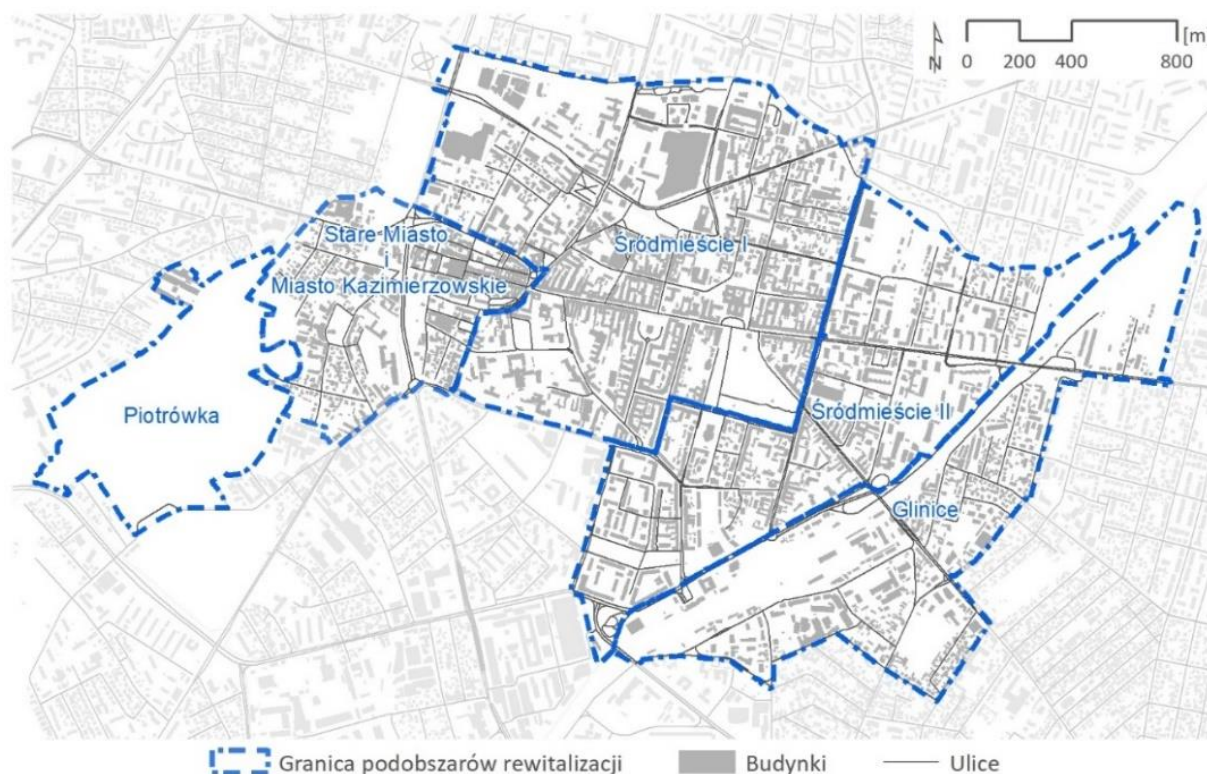 [m]
N
0 200 400 800
Stare Miasto
i
Miasto Kazimierzowskie
Śródmieście I
Piotrówka
Śródmieście II
Glinice
Granica podobszarów rewitalizacji Budynki Ulice